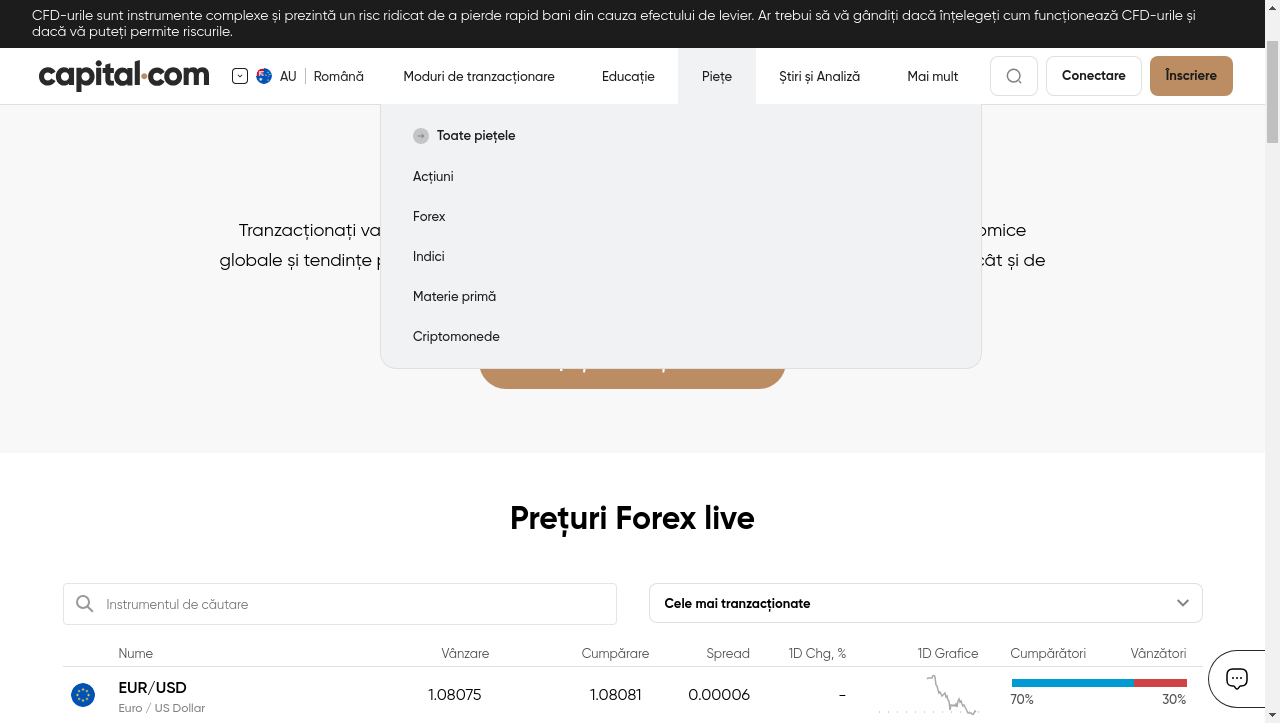 CFD-urile sunt instrumente complexe și prezintă un risc ridicat de a pierde rapid bani din cauza efectului de levier. Ar trebui să vă gândiți dacă înțelegeți cum funcționează CFD-urile și
dacă vă puteți permite riscurile.
capital.com
AU
Română
Moduri de tranzacționare
Educație
Piețe
Știri și Analiză
Mai mult
Conectare
Înscriere
Toate piețele
Acțiuni
Forex
Indici
Materie primă
Criptomonede
Tranzacționați
globale și tendințe
cât și de
Prețuri Forex live
Instrumentul de căutare
Cele mai tranzacționate
Nume Vânzare Cumpărare Spread 1D Chg, % 1D Grafice Cumpărători Vânzători
EUR/USD 1.08075 1.08081 0.00006 -
Euro / US Dollar 70% 30%